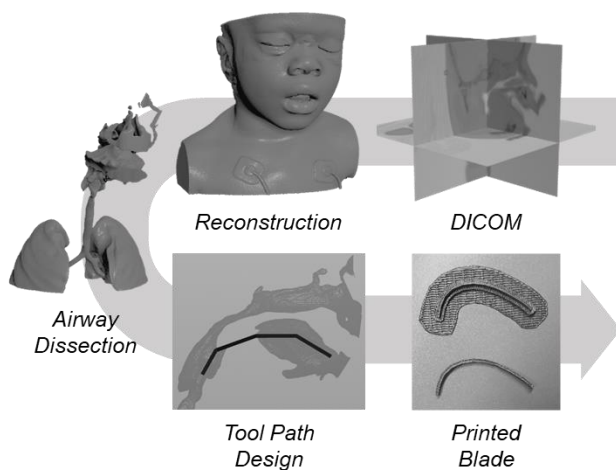 Reconstruction
DICOM
Airway
Dissection
Tool Path
Design
Printed
Blade